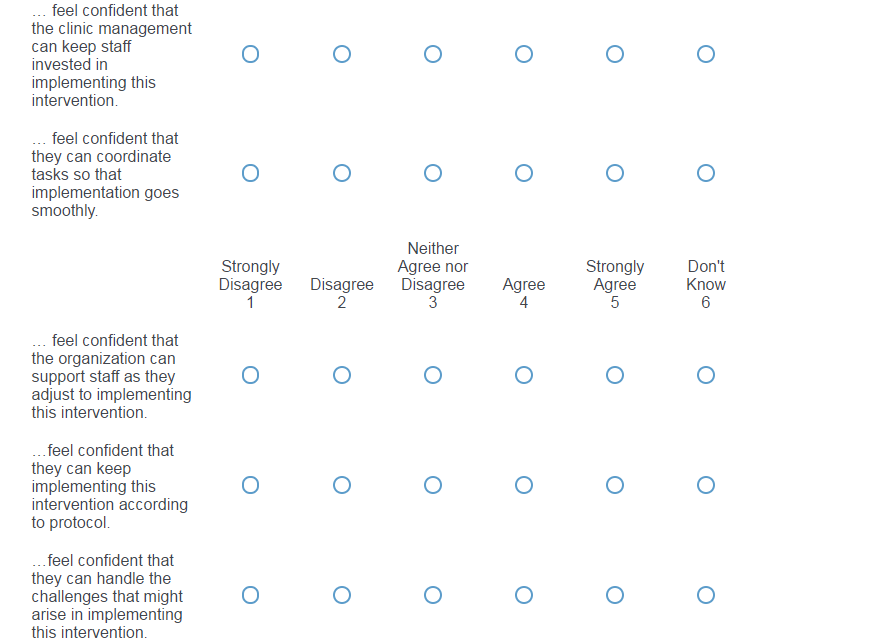 ... feel confident that
the clinic management
can keep staff
invested in
implementing this
intervention.
... feel confident that
they can coordinate
tasks so that
implementation goes
smoothly.
Strongly Disagree 1
Disagree 2
Neither Agree nor Disagree 3
Agree 4
Strongly Agree 5
Don't Know 6
... feel confident that
the organization can
support staff as they
adjust to implementing
this intervention.
...feel confident that
they can keep
implementing this
intervention according
to protocol.
...feel confident that
they can handle the
challenges that might
arise in implementing
this intervention.